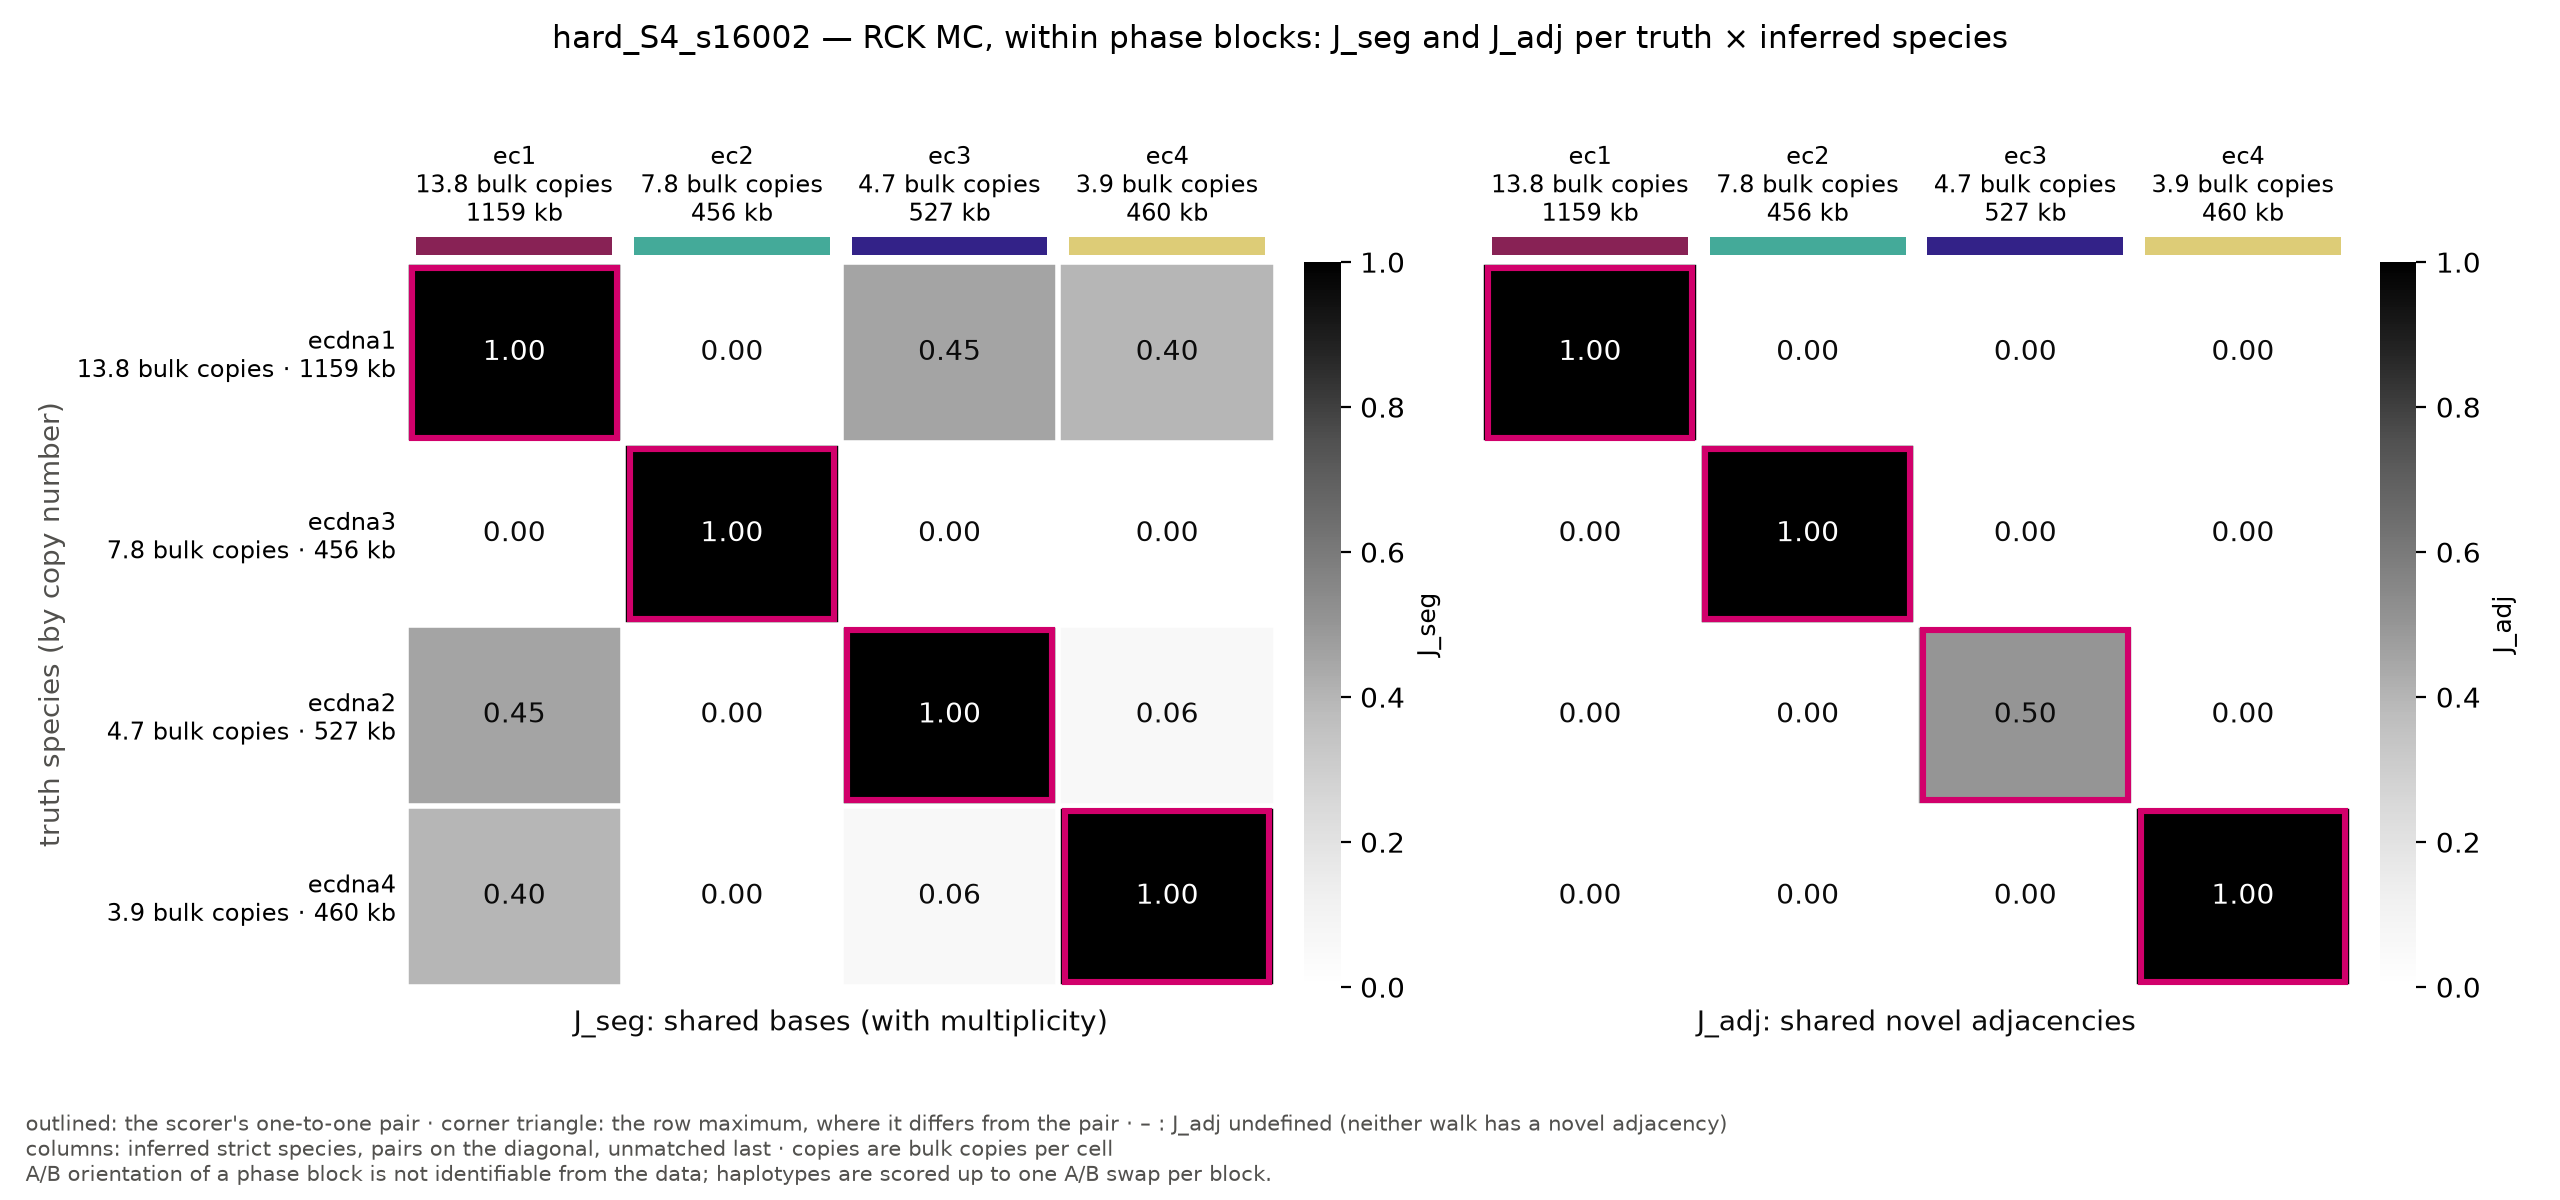 hard_S4_s16002 — RCK MC, within phase blocks: J_seg and J_adj per truth × inferred species
ec1 ec2 ec3 ec4
13.8 bulk copies 7.8 bulk copies 4.7 bulk copies 3.9 bulk copies
1159 kb 456 kb 527 kb 460 kb
truth species (by copy number)
ecdna1
13.8 bulk copies · 1159 kb
1.00 0.00 0.45 0.40
ecdna3
7.8 bulk copies · 456 kb
0.00 1.00 0.00 0.00
ecdna2
4.7 bulk copies · 527 kb
0.45 0.00 1.00 0.06
ecdna4
3.9 bulk copies · 460 kb
0.40 0.00 0.06 1.00
1.0
0.8
0.6
0.4
0.2
0.0
J_seg
J_seg: shared bases (with multiplicity)
ec1 ec2 ec3 ec4
13.8 bulk copies 7.8 bulk copies 4.7 bulk copies 3.9 bulk copies
1159 kb 456 kb 527 kb 460 kb
1.00 0.00 0.00 0.00
0.00 1.00 0.00 0.00
0.00 0.00 0.50 0.00
0.00 0.00 0.00 1.00
1.0
0.8
0.6
0.4
0.2
0.0
J_adj
J_adj: shared novel adjacencies
outlined: the scorer's one-to-one pair · corner triangle: the row maximum, where it differs from the pair · – : J_adj undefined (neither walk has a novel adjacency)
columns: inferred strict species, pairs on the diagonal, unmatched last · copies are bulk copies per cell
A/B orientation of a phase block is not identifiable from the data; haplotypes are scored up to one A/B swap per block.